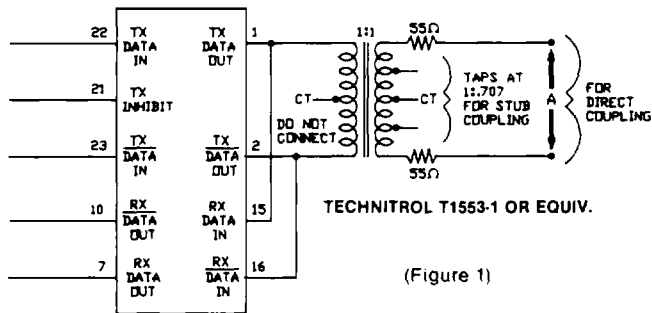 22
TX
DATA
IN
TX
DATA
OUT
1
21
TX
INHIBIT
23
TX
DATA
IN
TX
DATA
OUT
2
10
RX
DATA
OUT
RX
DATA
IN
15
7
RX
DATA
OUT
RX
DATA
IN
16
1:1
CT
DO NOT
CONNECT
CT
55Ω
TAPS AT
1:.707
FOR STUB
COUPLING
55Ω
A
FOR
DIRECT
COUPLING
TECHNITROL T1553-1 OR EQUIV.
(Figure 1)